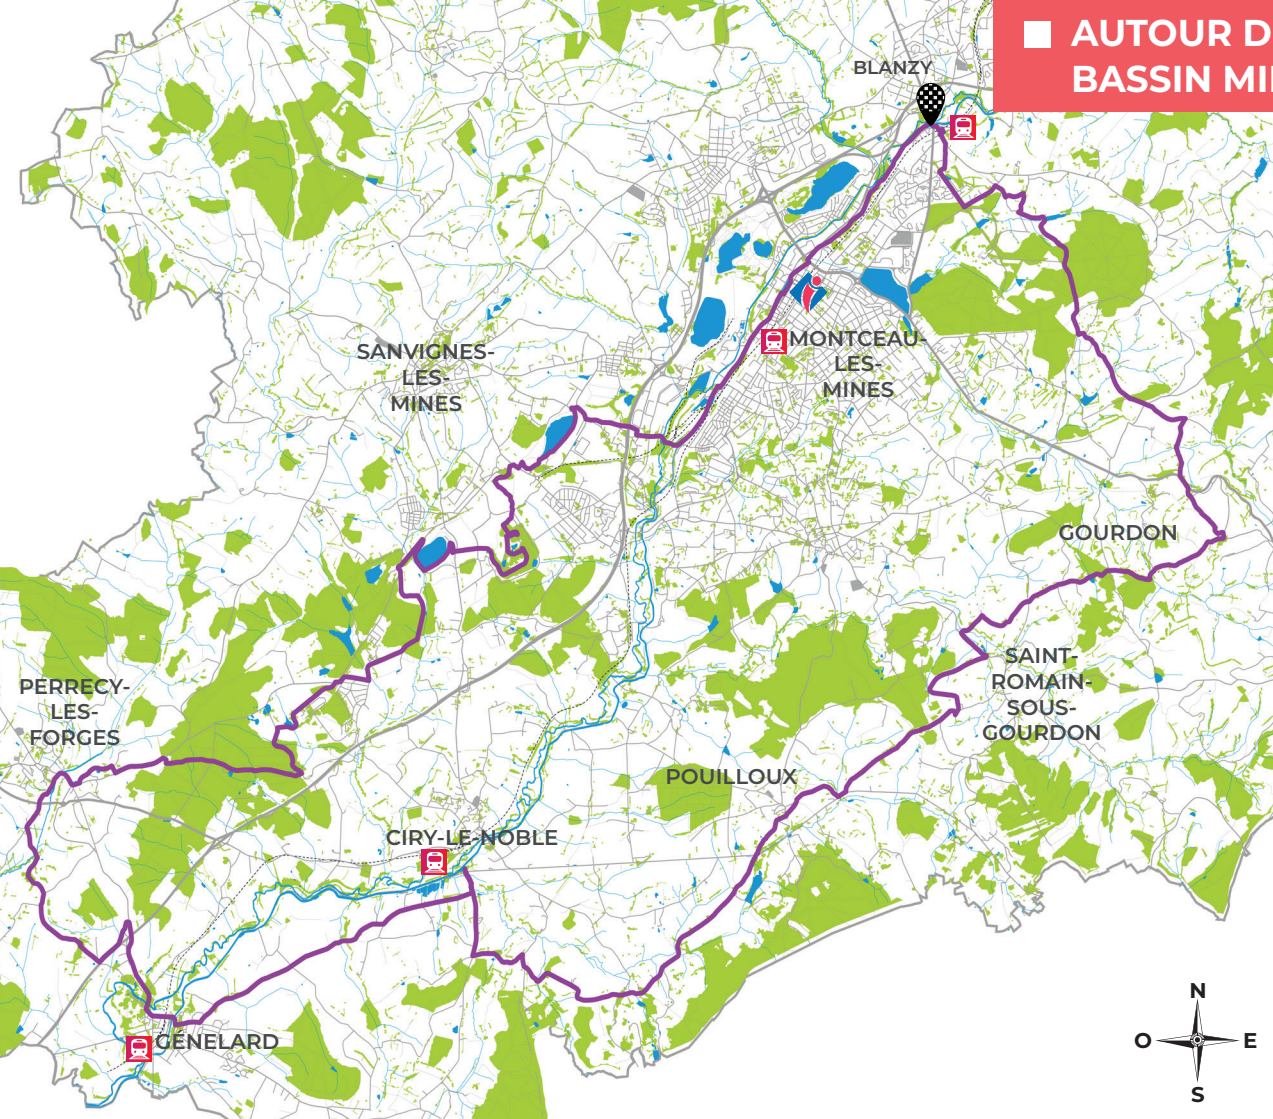 AUTOUR D
BASSIN MI
BLANZY
SANVIGNES-
LES-
MINES
MONTCEAU-
LES-
MINES
GOURDON
SAINT-
ROMAIN-
SOUS-
GOURDON
PERRECY-
LES-
FORGES
POUILLOUX
CIRY-LE-NOBLE
GÉNELARD
N
O
E
S